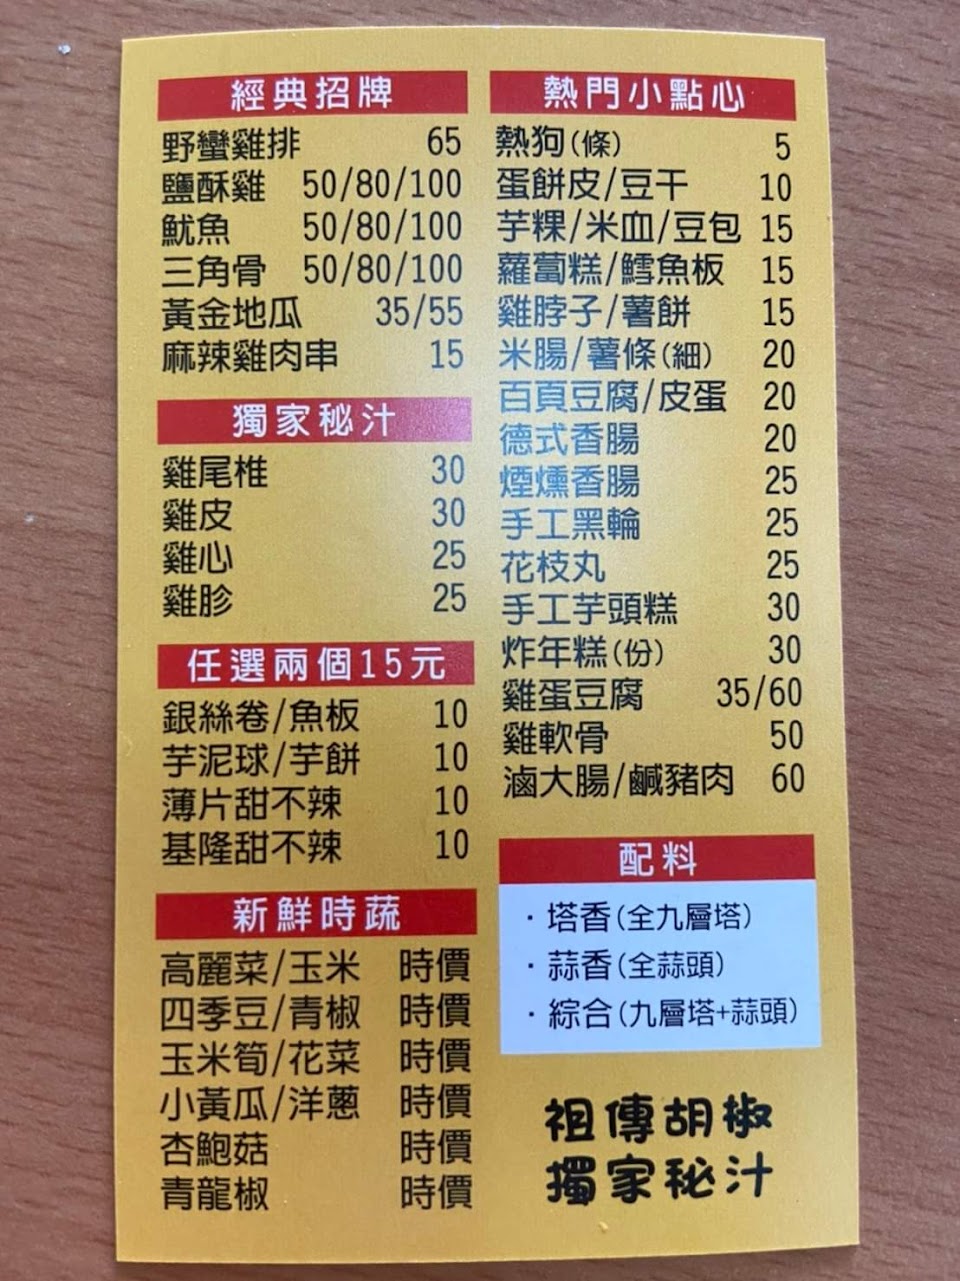 經典招牌
野蠻雞排 65
鹽酥雞 50/80/100
魷魚 50/80/100
三角骨 50/80/100
黃金地瓜 35/55
麻辣雞肉串 15
獨家秘汁
雞尾椎 30
雞皮 30
雞心 25
雞胗 25
任選兩個15元
銀絲卷/魚板 10
芋泥球/芋餅 10
薄片甜不辣 10
基隆甜不辣 10
新鮮時蔬
高麗菜/玉米 時價
四季豆/青椒 時價
玉米筍/花菜 時價
小黃瓜/洋蔥 時價
杏鮑菇 時價
青龍椒 時價
熱門小點心
熱狗(條) 5
蛋餅皮/豆干 10
芋粿/米血/豆包 15
蘿蔔糕/鱈魚板 15
雞脖子/薯餅 15
米腸/薯條(細) 20
百頁豆腐/皮蛋 20
德式香腸 20
煙燻香腸 25
手工黑輪 25
花枝丸 25
手工芋頭糕 30
炸年糕(份) 30
雞蛋豆腐 35/60
雞軟骨 50
滷大腸/鹹豬肉 60
配料
·塔香(全九層塔)
·蒜香(全蒜頭)
·綜合(九層塔+蒜頭)
祖傳胡椒
獨家秘汁